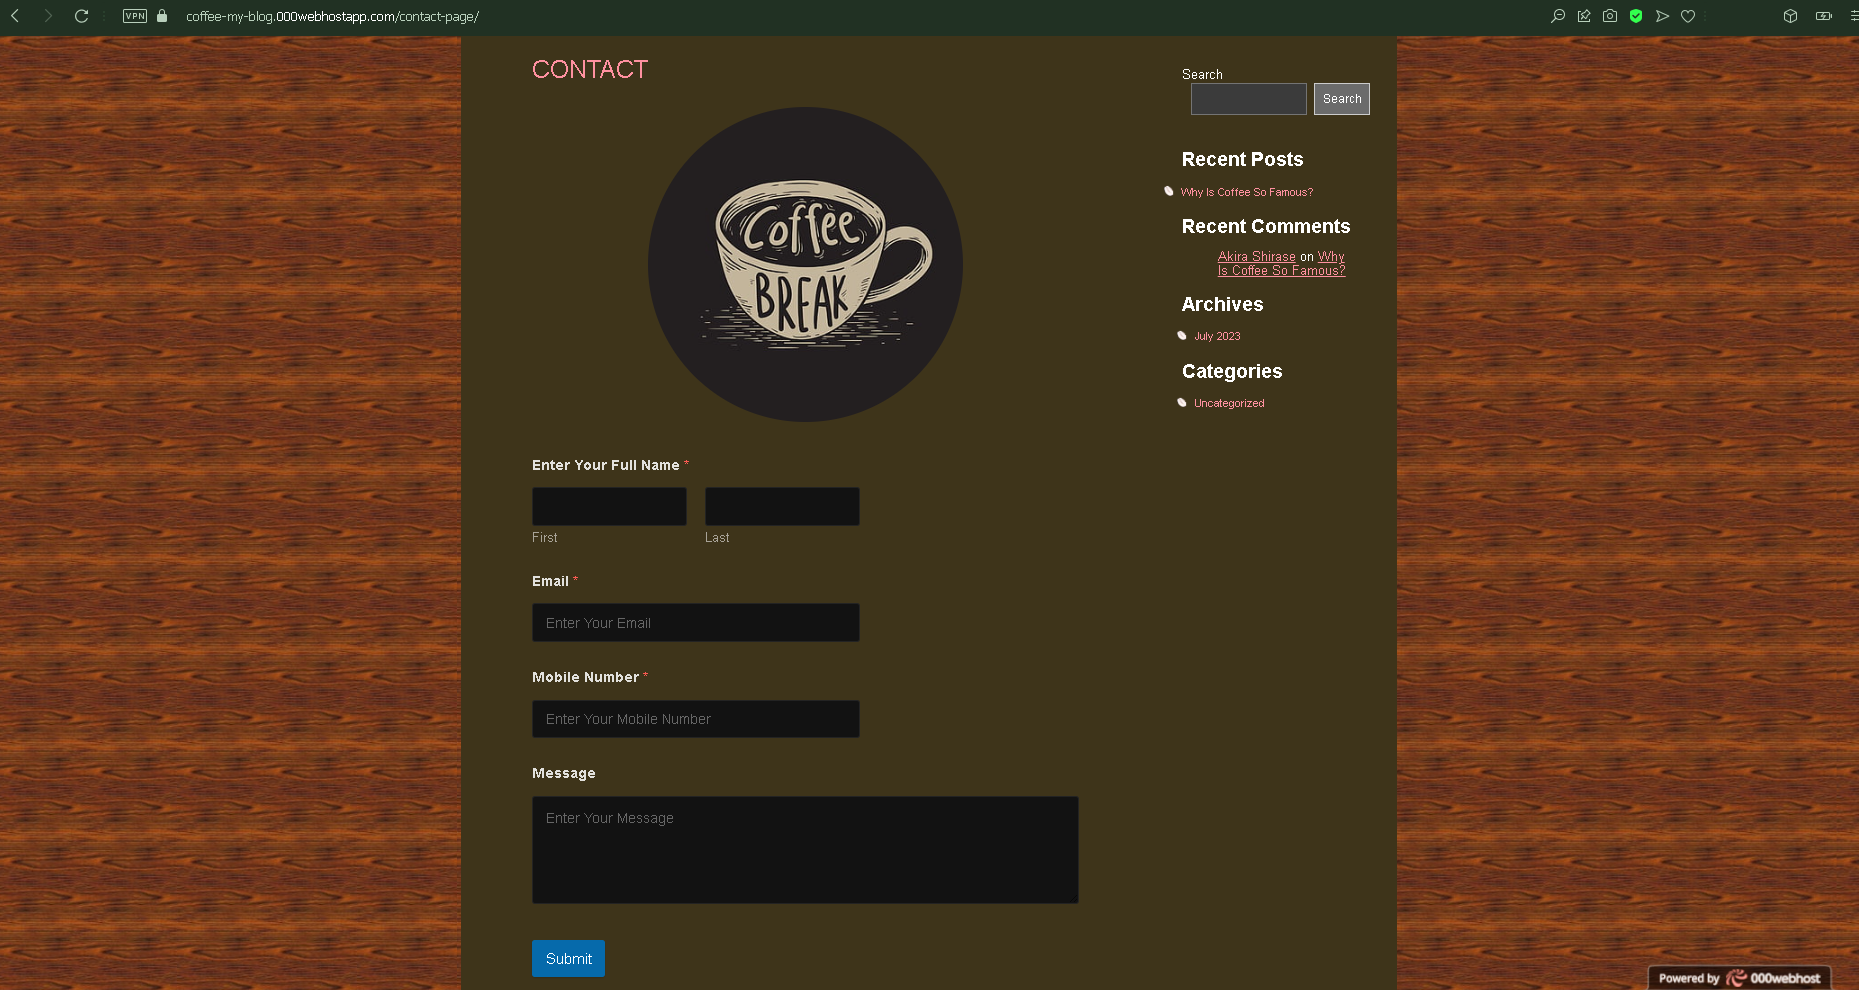 VPN
coffee-my-blog.000webhostapp.com/contact-page/
CONTACT
Coffee
BREAK
Enter Your Full Name *
First Last
Email *
Enter Your Email
Mobile Number *
Enter Your Mobile Number
Message
Enter Your Message
Submit
Search
Search
Recent Posts
Why Is Coffee So Famous?
Recent Comments
Akira Shirase on Why
Is Coffee So Famous?
Archives
July 2023
Categories
Uncategorized
Powered by 000webhost